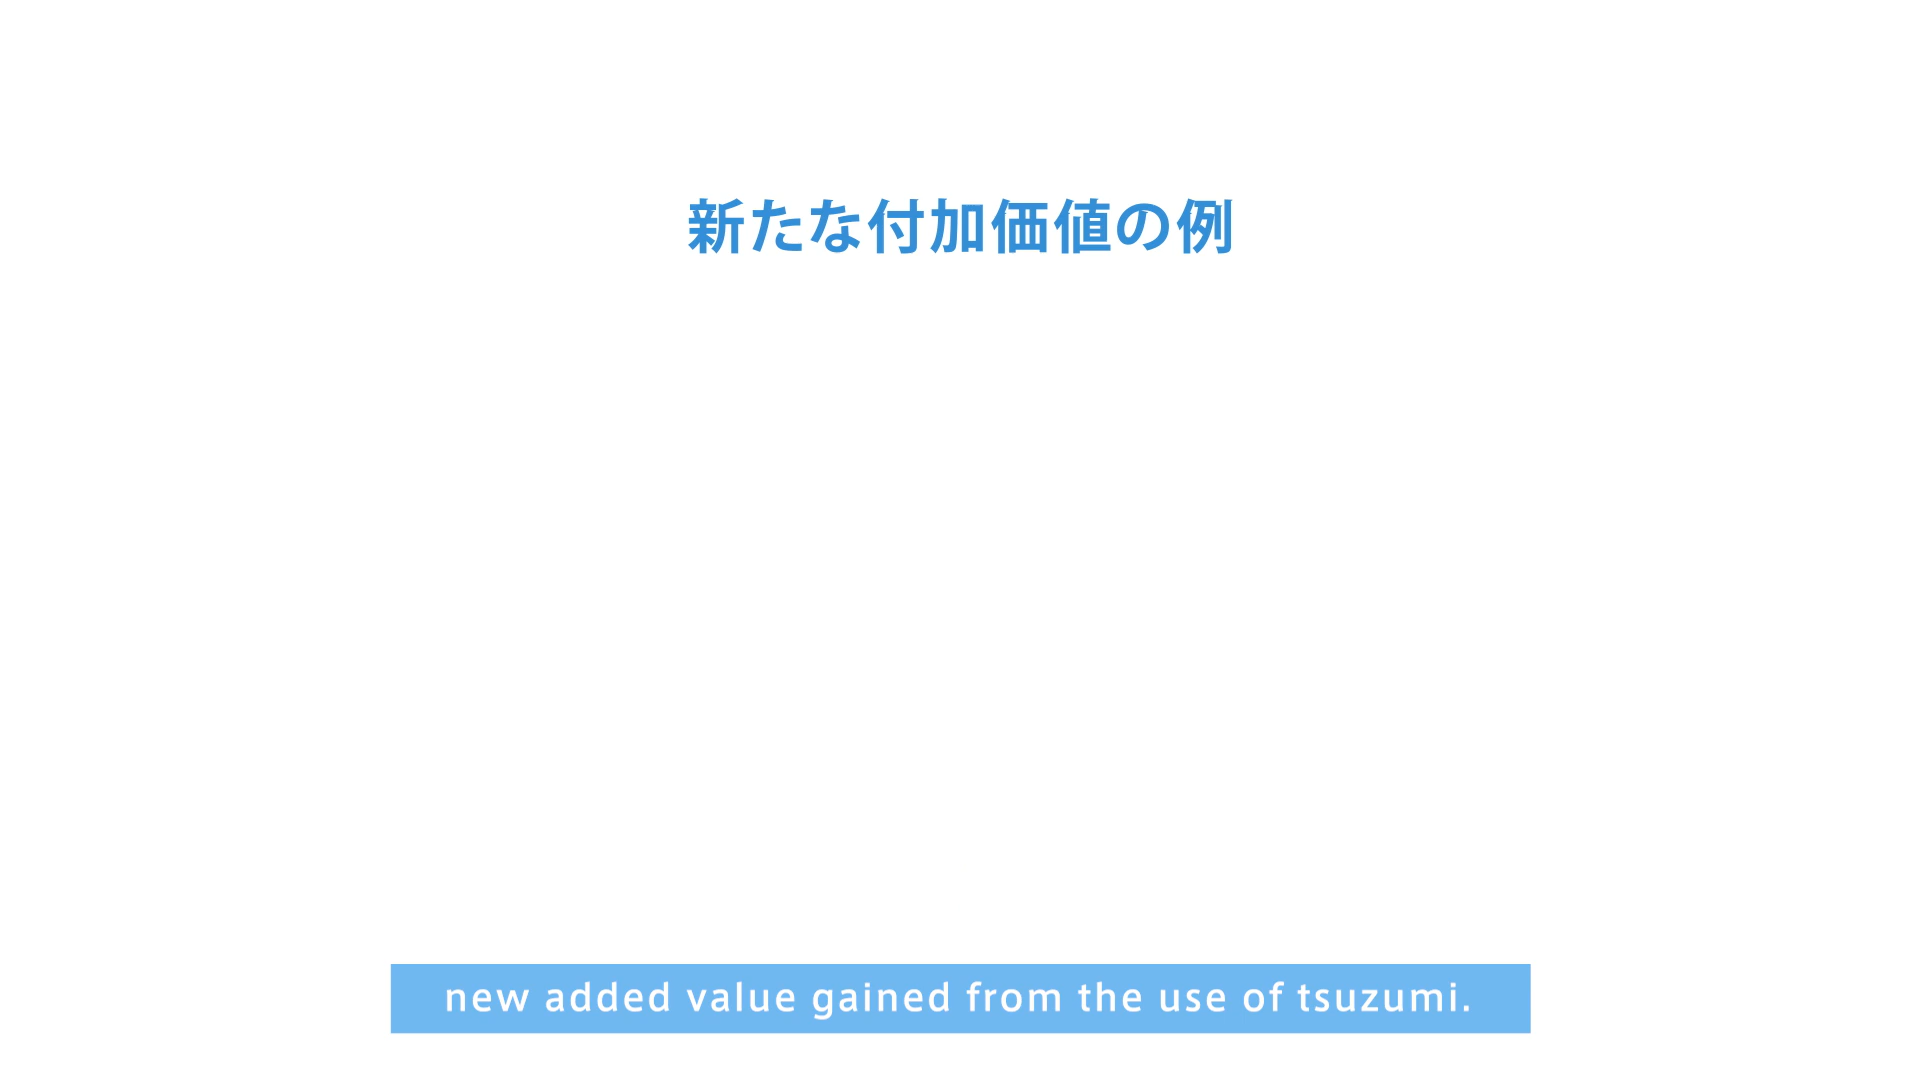 新たな付加価値の例
new added value gained from the use of tsuzumi.